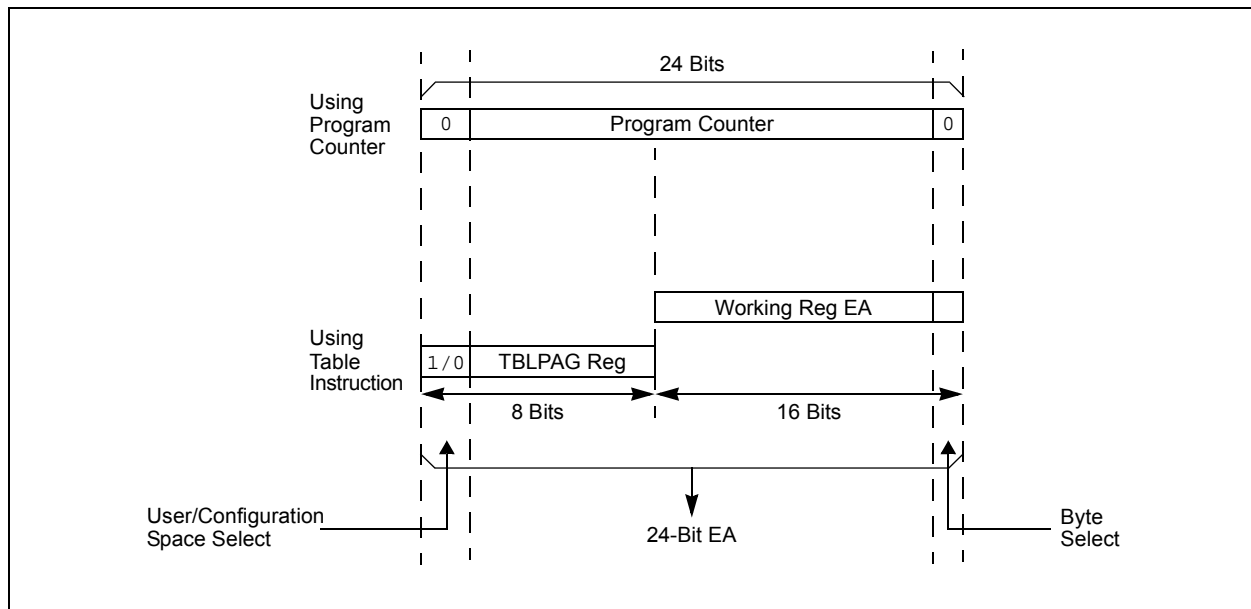 24 Bits
Using
Program
Counter
0
Program Counter
0
Working Reg EA
Using
Table
Instruction
1/0
TBLPAG Reg
8 Bits
16 Bits
User/Configuration
Space Select
24-Bit EA
Byte
Select